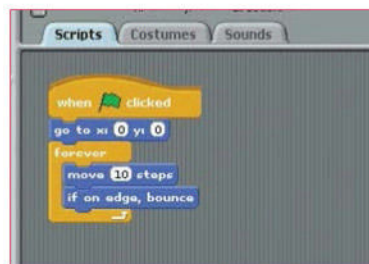 Scripts Costumes Sounds
when clicked
go to x: 0 y: 0
forever
move 10 steps
if on edge, bounce